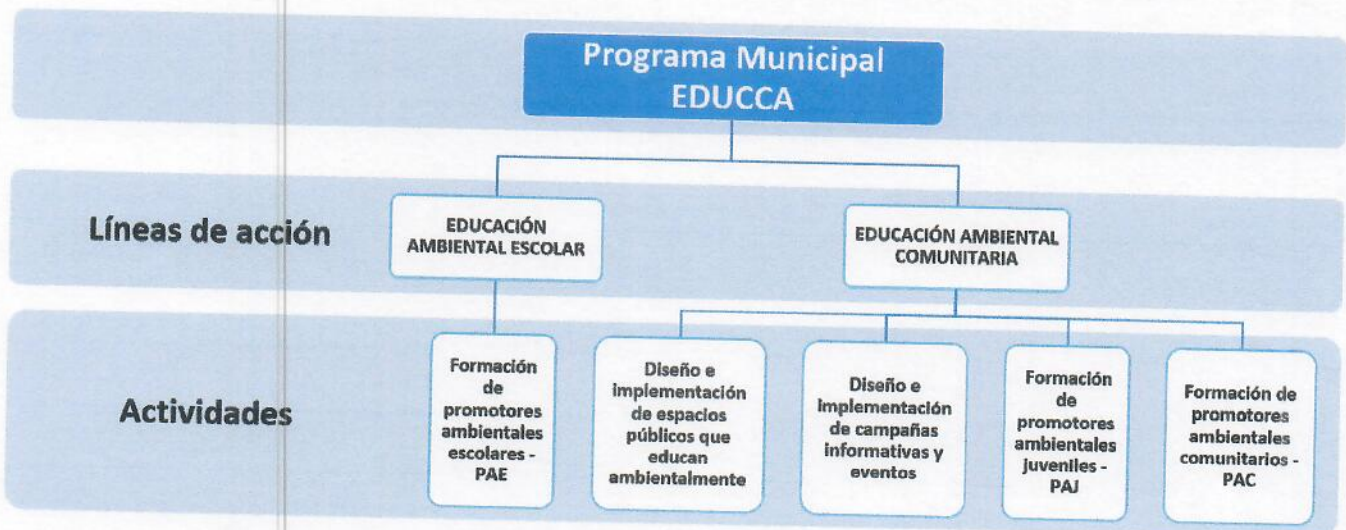 Programa Municipal
EDUCCA
Líneas de acción
EDUCACIÓN
AMBIENTAL ESCOLAR
EDUCACIÓN AMBIENTAL
COMUNITARIA
Actividades
Formación
de
promotores
ambientales
escolares -
PAE
Diseño e
implementación
de espacios
públicos que
educan
ambientalmente
Diseño e
implementación
de campañas
informativas y
eventos
Formación
de
promotores
ambientales
juveniles -
PAJ
Formación de
promotores
ambientales
comunitarios -
PAC